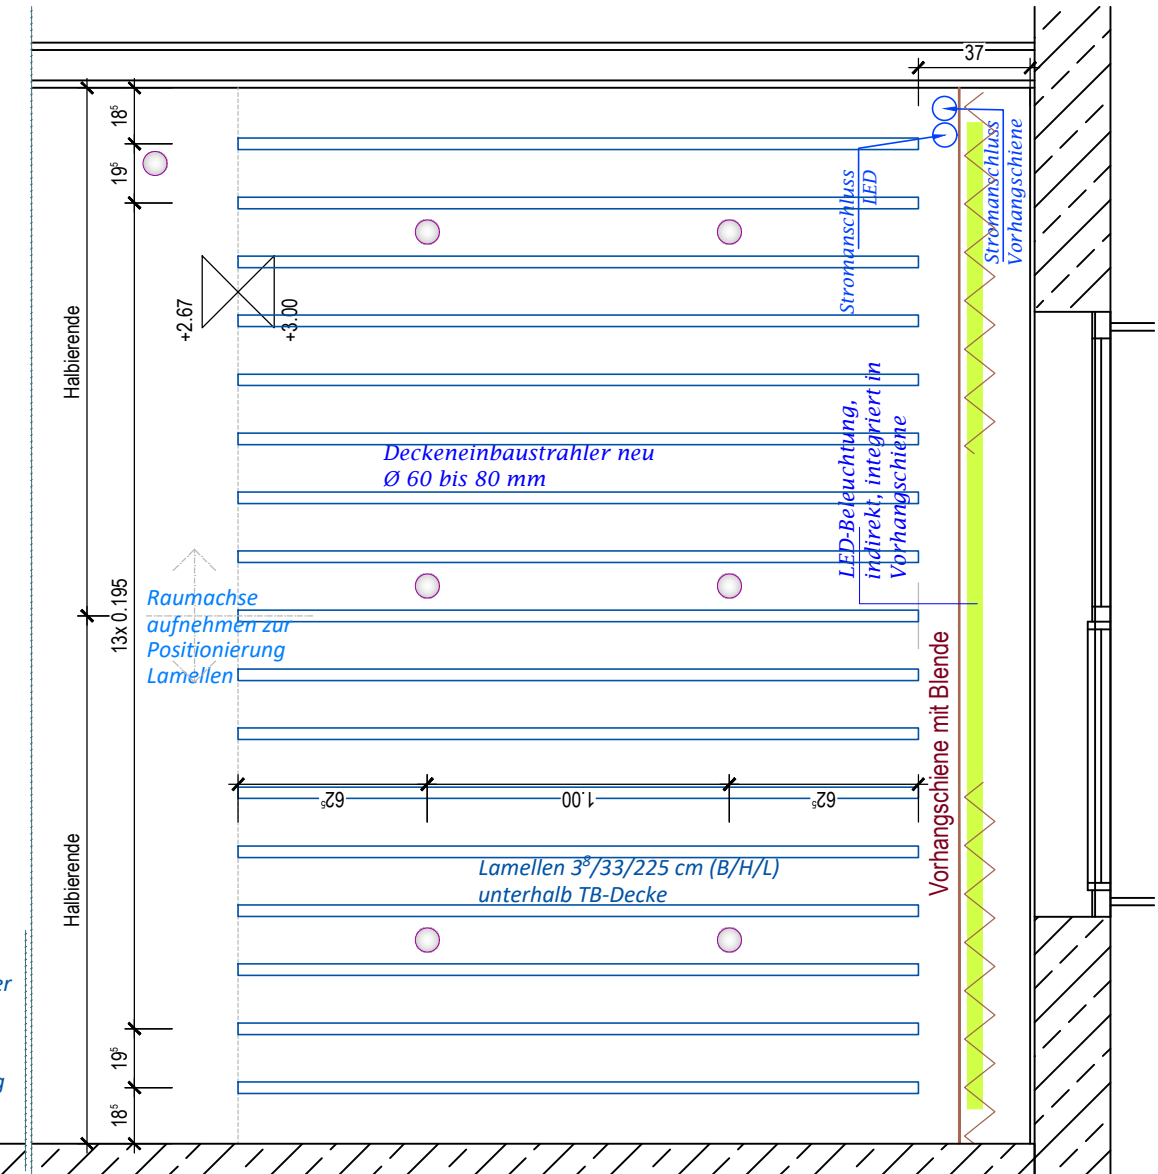 37
18⁵
19⁵
Stromanschluss
LED
Stromanschluss
Vorhangschiene
+2.67
+3.00
Halbierende
Deckeneinbaustrahler neu
Ø 60 bis 80 mm
LED-Beleuchtung,
indirekt, integriert in
Vorhangschiene
13x 0.195
Raumachse
aufnehmen zur
Positionierung
Lamellen
Vorhangschiene mit Blende
62⁵
1.00
62⁵
Lamellen 3⁸/33/225 cm (B/H/L)
unterhalb TB-Decke
Halbierende
er
g
19⁵
18⁵